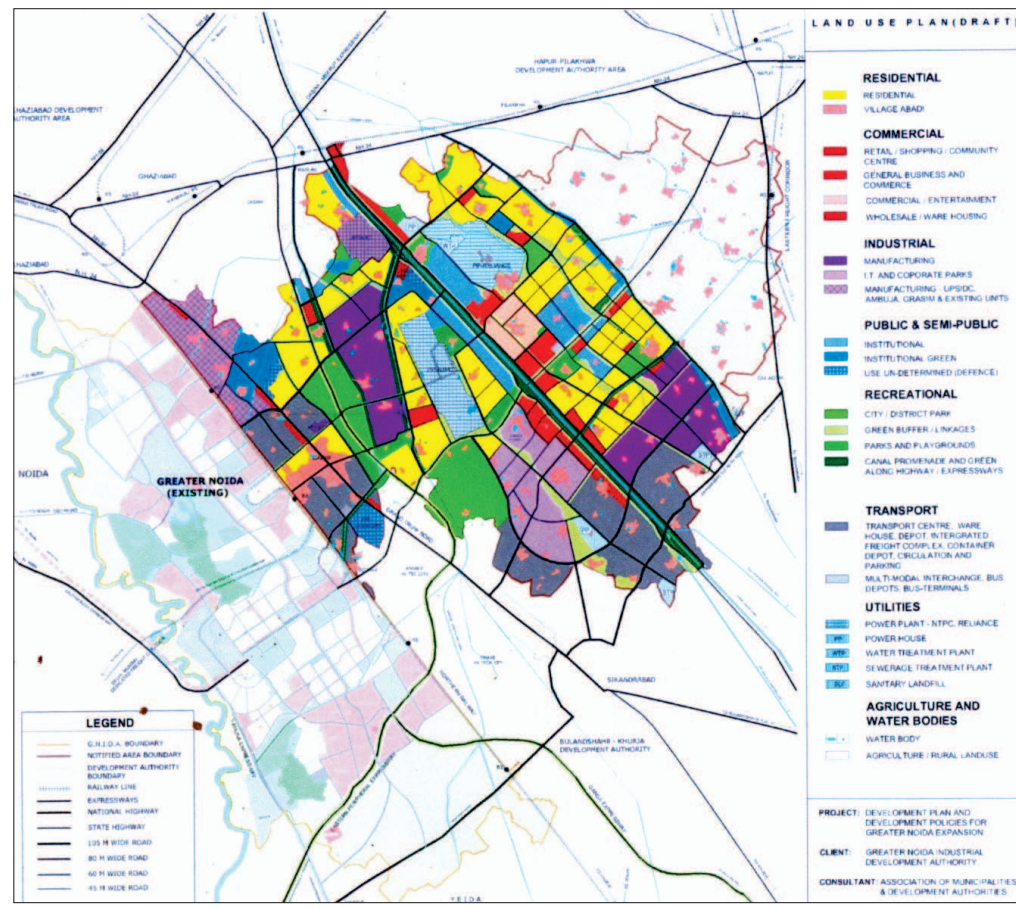 LAND USE PLAN(DRAFT)
HAPUR-PILAKHWA
DEVELOPMENT AUTHORITY AREA
GHAZIABAD DEVELOPMENT
AUTHORITY AREA
GHAZIABAD
GHAZIABAD
NOIDA
GREATER NOIDA
(EXISTING)
SIKANDRABAD
BULANDSHAHR - KHURJA
DEVELOPMENT AUTHORITY
YEIDA
RESIDENTIAL
RESIDENTIAL
VILLAGE ABADI
COMMERCIAL
RETAIL / SHOPPING / COMMUNITY
CENTRE
GENERAL BUSINESS AND
COMMERCE
COMMERCIAL / ENTERTAINMENT
WHOLESALE / WARE HOUSING
INDUSTRIAL
MANUFACTURING
I.T. AND COPORATE PARKS
MANUFACTURING - UPSIDC,
AMBUJA, GRASIM & EXISTING UNITS
PUBLIC & SEMI-PUBLIC
INSTITUTIONAL
INSTITUTIONAL GREEN
USE UN-DETERMINED (DEFENCE)
RECREATIONAL
CITY / DISTRICT PARK
GREEN BUFFER / LINKAGES
PARKS AND PLAYGROUNDS
CANAL PROMENADE AND GREEN
ALONG HIGHWAY / EXPRESSWAYS
TRANSPORT
TRANSPORT CENTRE, WARE
HOUSE, DEPOT, INTERGRATED
FREIGHT COMPLEX, CONTAINER
DEPOT, CIRCULATION AND
PARKING
MULTI-MODAL INTERCHANGE, BUS
DEPOTS, BUS-TERMINALS
UTILITIES
POWER PLANT - NTPC, RELIANCE
PP POWER HOUSE
WTP WATER TREATMENT PLANT
STP SEWERAGE TREATMENT PLANT
SLF SANITARY LANDFILL
AGRICULTURE AND
WATER BODIES
WATER BODY
AGRICULTURE / RURAL LANDUSE
PROJECT: DEVELOPMENT PLAN AND
DEVELOPMENT POLICIES FOR
GREATER NOIDA EXPANSION
CLIENT: GREATER NOIDA INDUSTRIAL
DEVELOPMENT AUTHORITY
CONSULTANT: ASSOCIATION OF MUNICIPALITIES
& DEVELOPMENT AUTHORITIES
LEGEND
G.N.I.D.A. BOUNDARY
NOTIFIED AREA BOUNDARY
DEVELOPMENT AUTHORITY
BOUNDARY
RAILWAY LINE
EXPRESSWAYS
NATIONAL HIGHWAY
STATE HIGHWAY
105 M WIDE ROAD
80 M WIDE ROAD
60 M WIDE ROAD
45 M WIDE ROAD